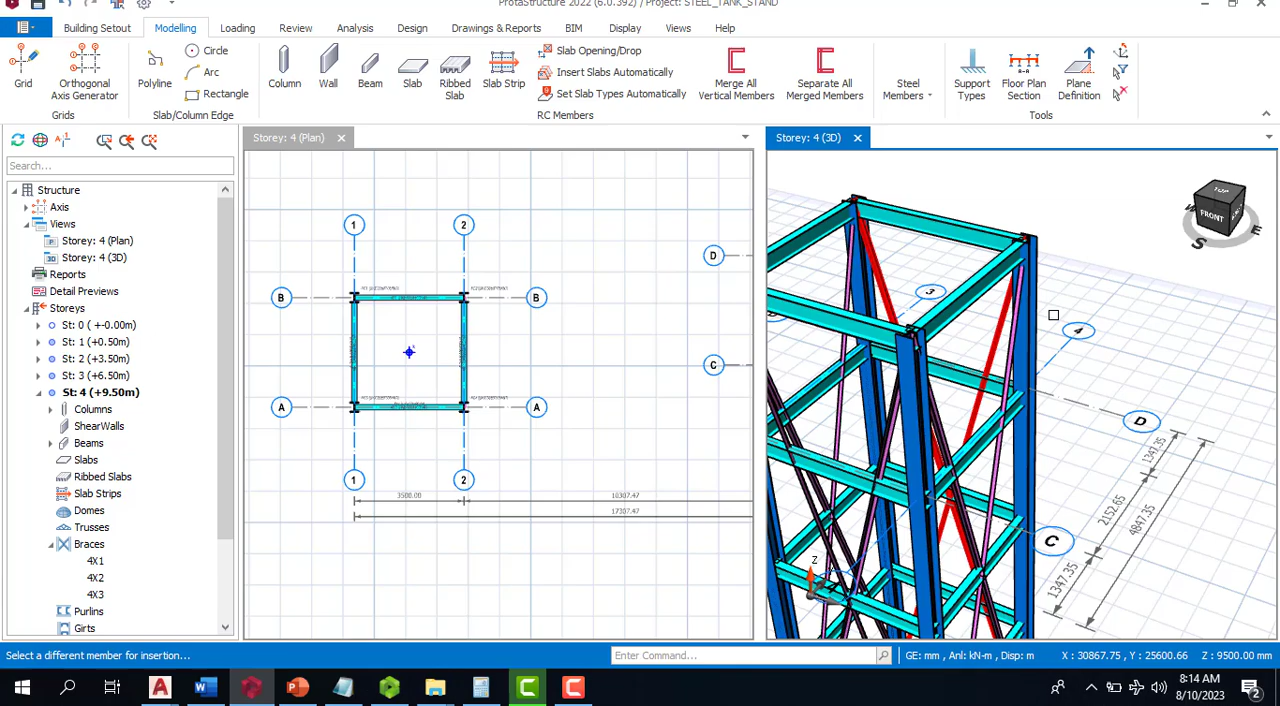 ProtaStructure 2022 (6.0.392) / Project: STEEL_TANK_STAND
Building Setout
Modelling
Loading
Review
Analysis
Design
Drawings & Reports
BIM
Display
Views
Help
Grid
Orthogonal
Axis Generator
Grids
Polyline
Circle
Arc
Rectangle
Slab/Column Edge
Column
Wall
Beam
Slab
Ribbed
Slab
Slab Strip
Slab Opening/Drop
Insert Slabs Automatically
Set Slab Types Automatically
Merge All
Vertical Members
Separate All
Merged Members
RC Members
Steel
Members
Support
Types
Floor Plan
Section
Plane
Definition
Tools
Search...
Structure
Axis
Views
Storey: 4 (Plan)
Storey: 4 (3D)
Reports
Detail Previews
Storeys
St: 0 ( +-0.00m)
St: 1 (+0.50m)
St: 2 (+3.50m)
St: 3 (+6.50m)
St: 4 (+9.50m)
Columns
ShearWalls
Beams
Slabs
Ribbed Slabs
Slab Strips
Domes
Trusses
Braces
4X1
4X2
4X3
Purlins
Girts
Storey: 4 (Plan)
1
2
D
B
B
C
A
A
1
2
3500.00
10307.47
17307.47
Storey: 4 (3D)
TOP
FRONT
W
E
S
3
4
D
C
Z
1347.35
2152.65
4847.35
1347.35
Select a different member for insertion...
Enter Command...
GE: mm , Anl: kN-m , Disp: m
X : 30867.75 , Y : 25600.66
Z : 9500.00 mm
8:14 AM
8/10/2023
2